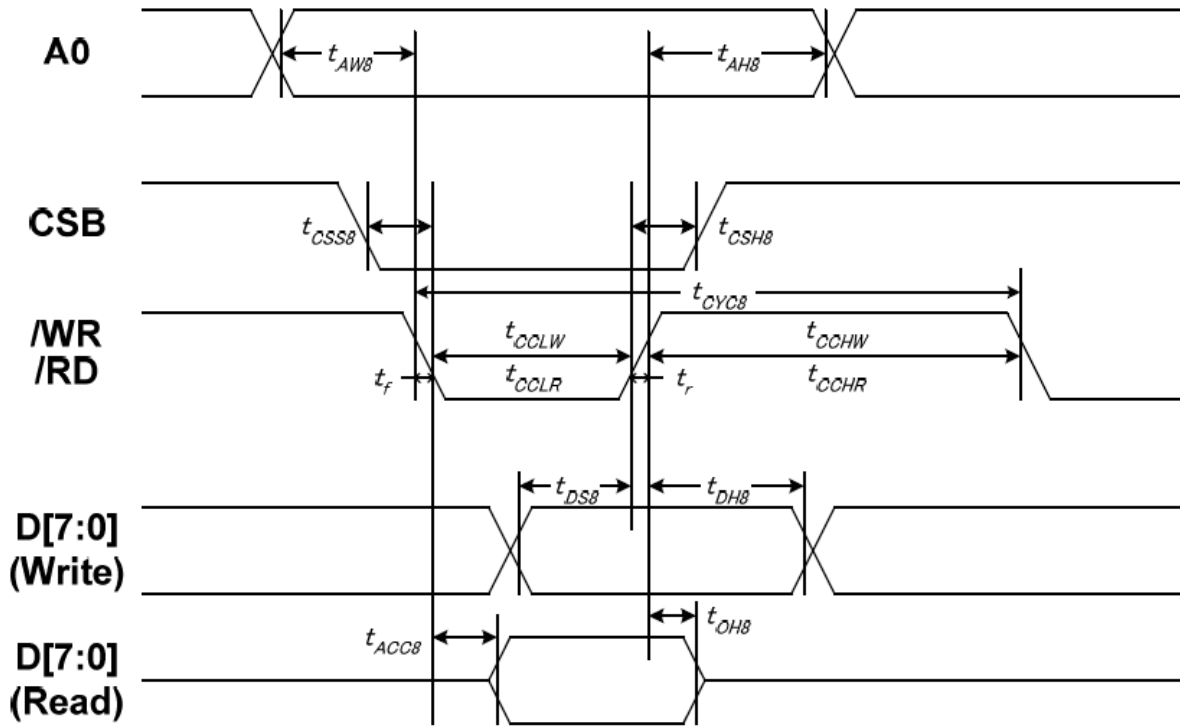 A0
tAW8
tAH8
CSB
tCSS8
tCSH8
tCYC8
/WR
/RD
tCCLW
tCCHW
tf
tCCLR
tr
tCCHR
tDS8
tDH8
D[7:0]
(Write)
tACC8
tOH8
D[7:0]
(Read)